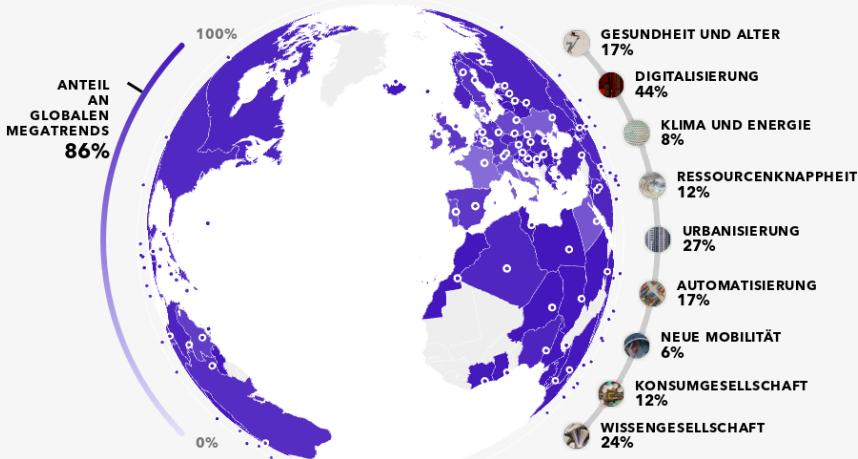 100%
ANTEIL
AN
GLOBALEN
MEGATRENDS
86%
0%
GESUNDHEIT UND ALTER
17%
DIGITALISIERUNG
44%
KLIMA UND ENERGIE
8%
RESSOURCENKNAPPHEIT
12%
URBANISIERUNG
27%
AUTOMATISIERUNG
17%
NEUE MOBILITÄT
6%
KONSUMGESELLSCHAFT
12%
WISSENGESELLSCHAFT
24%